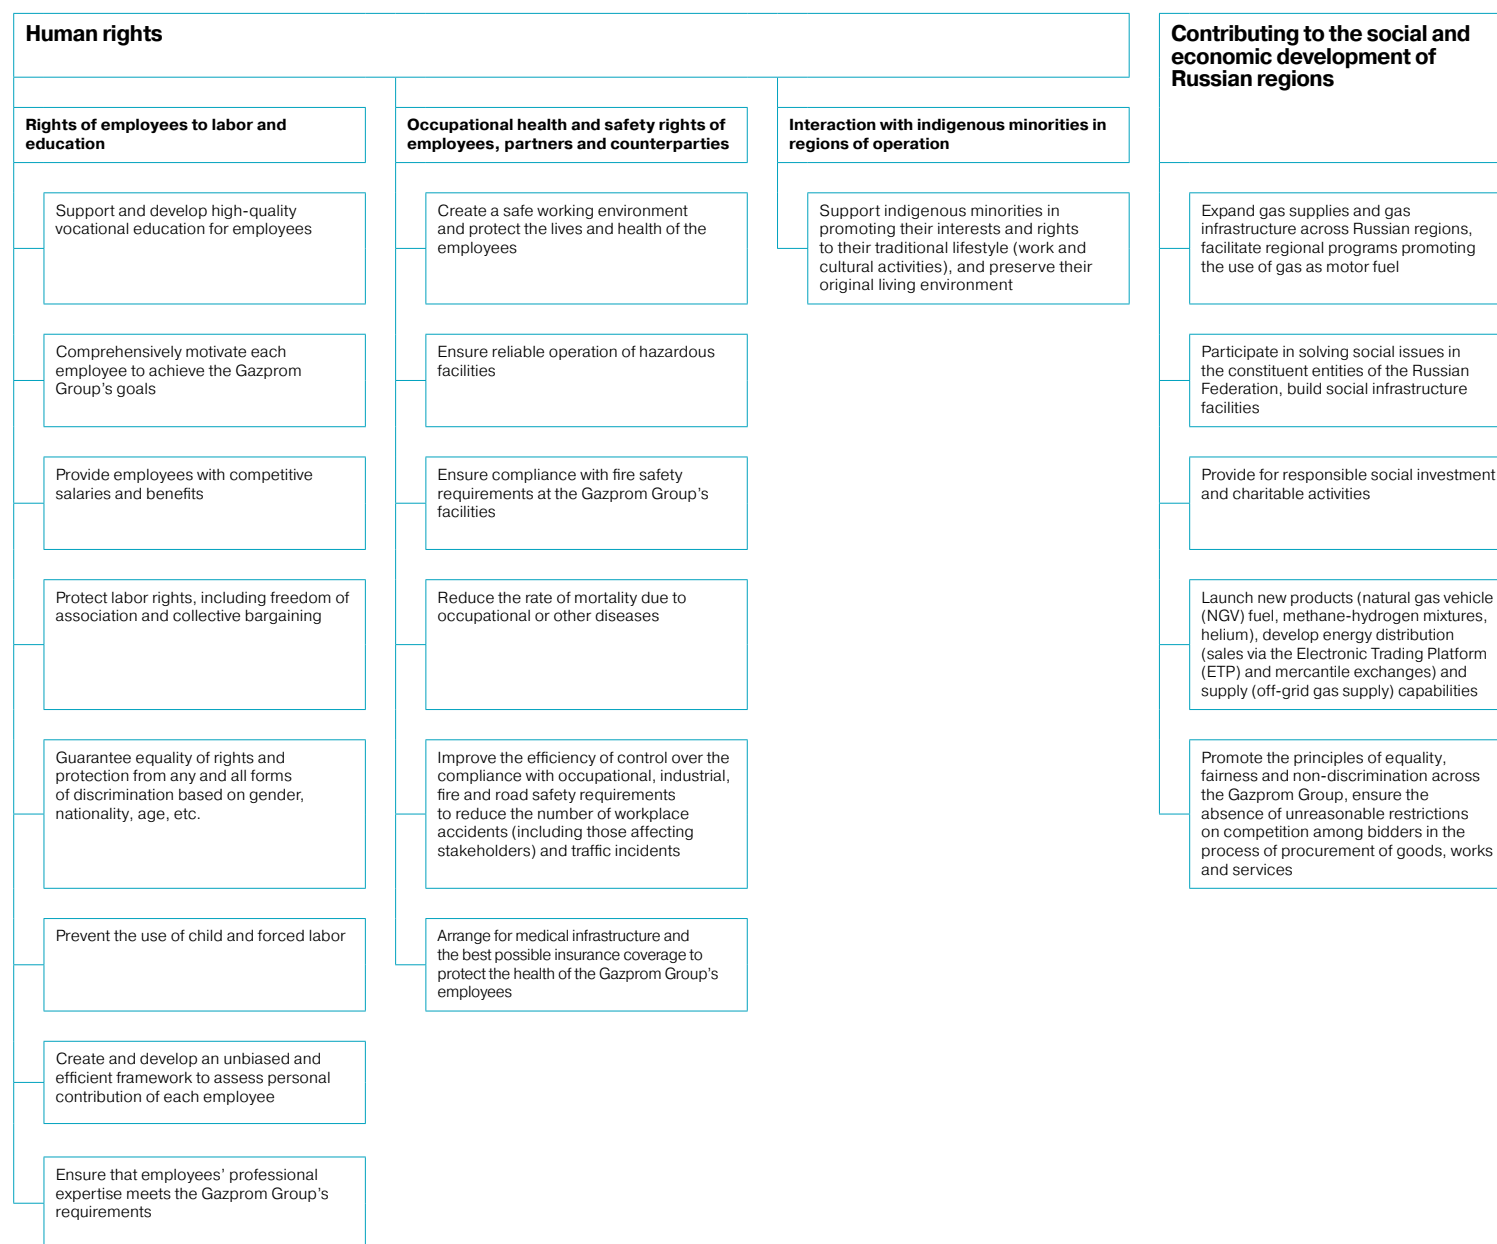 Human rights
Contributing to the social and
economic development of
Russian regions
Rights of employees to labor and
education
Support and develop high-quality
vocational education for employees
Comprehensively motivate each
employee to achieve the Gazprom
Group’s goals
Provide employees with competitive
salaries and benefits
Protect labor rights, including freedom of
association and collective bargaining
Guarantee equality of rights and
protection from any and all forms
of discrimination based on gender,
nationality, age, etc.
Prevent the use of child and forced labor
Create and develop an unbiased and
efficient framework to assess personal
contribution of each employee
Ensure that employees’ professional
expertise meets the Gazprom Group’s
requirements
Occupational health and safety rights of
employees, partners and counterparties
Create a safe working environment
and protect the lives and health of the
employees
Ensure reliable operation of hazardous
facilities
Ensure compliance with fire safety
requirements at the Gazprom Group’s
facilities
Reduce the rate of mortality due to
occupational or other diseases
Improve the efficiency of control over the
compliance with occupational, industrial,
fire and road safety requirements
to reduce the number of workplace
accidents (including those affecting
stakeholders) and traffic incidents
Arrange for medical infrastructure and
the best possible insurance coverage to
protect the health of the Gazprom Group’s
employees
Interaction with indigenous minorities in
regions of operation
Support indigenous minorities in
promoting their interests and rights
to their traditional lifestyle (work and
cultural activities), and preserve their
original living environment
Expand gas supplies and gas
infrastructure across Russian regions,
facilitate regional programs promoting
the use of gas as motor fuel
Participate in solving social issues in
the constituent entities of the Russian
Federation, build social infrastructure
facilities
Provide for responsible social investment
and charitable activities
Launch new products (natural gas vehicle
(NGV) fuel, methane-hydrogen mixtures,
helium), develop energy distribution
(sales via the Electronic Trading Platform
(ETP) and mercantile exchanges) and
supply (off-grid gas supply) capabilities
Promote the principles of equality,
fairness and non-discrimination across
the Gazprom Group, ensure the
absence of unreasonable restrictions
on competition among bidders in the
process of procurement of goods, works
and services